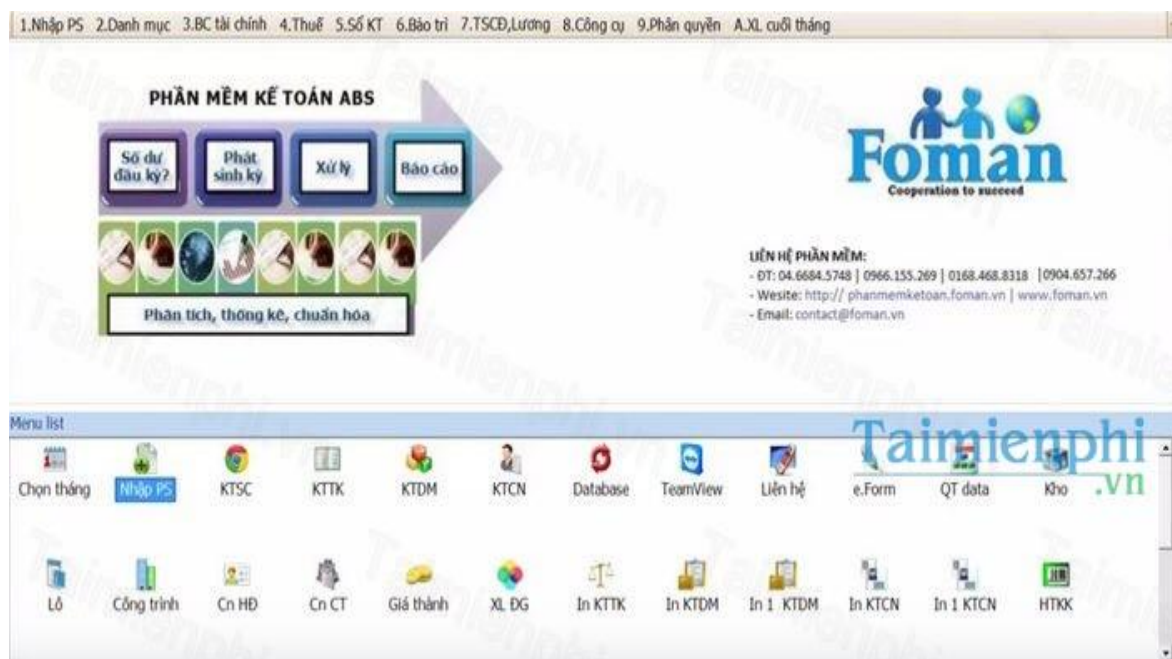 1.Nhập PS 2.Danh mục 3.BC tài chính 4.Thuế 5.Sổ KT 6.Bảo trì 7.TSCĐ,Lương 8.Công cụ 9.Phân quyền A.XL cuối tháng
PHẦN MỀM KẾ TOÁN ABS
Số dư đầu kỳ?
Phát sinh kỳ
Xử lý
Báo cáo
Phân tích, thống kê, chuẩn hóa
Foman
Cooperation to succeed
LIÊN HỆ PHẦN MỀM:
- ĐT: 04.6684.5748 | 0966.155.269 | 0168.468.8318 |0904.657.266
- Wesite: http:// phanmemketoan.foman.vn | www.foman.vn
- Email: contact@foman.vn
Menu list
Taimienphi
.vn
Chọn tháng Nhập PS KTSC KTTK KTDM KTCN Database TeamView Liên hệ e.Form QT data Kho
Lô Công trình Cn HĐ Cn CT Giá thành XL ĐG In KTTK In KTDM In 1 KTDM In KTCN In 1 KTCN HTKK